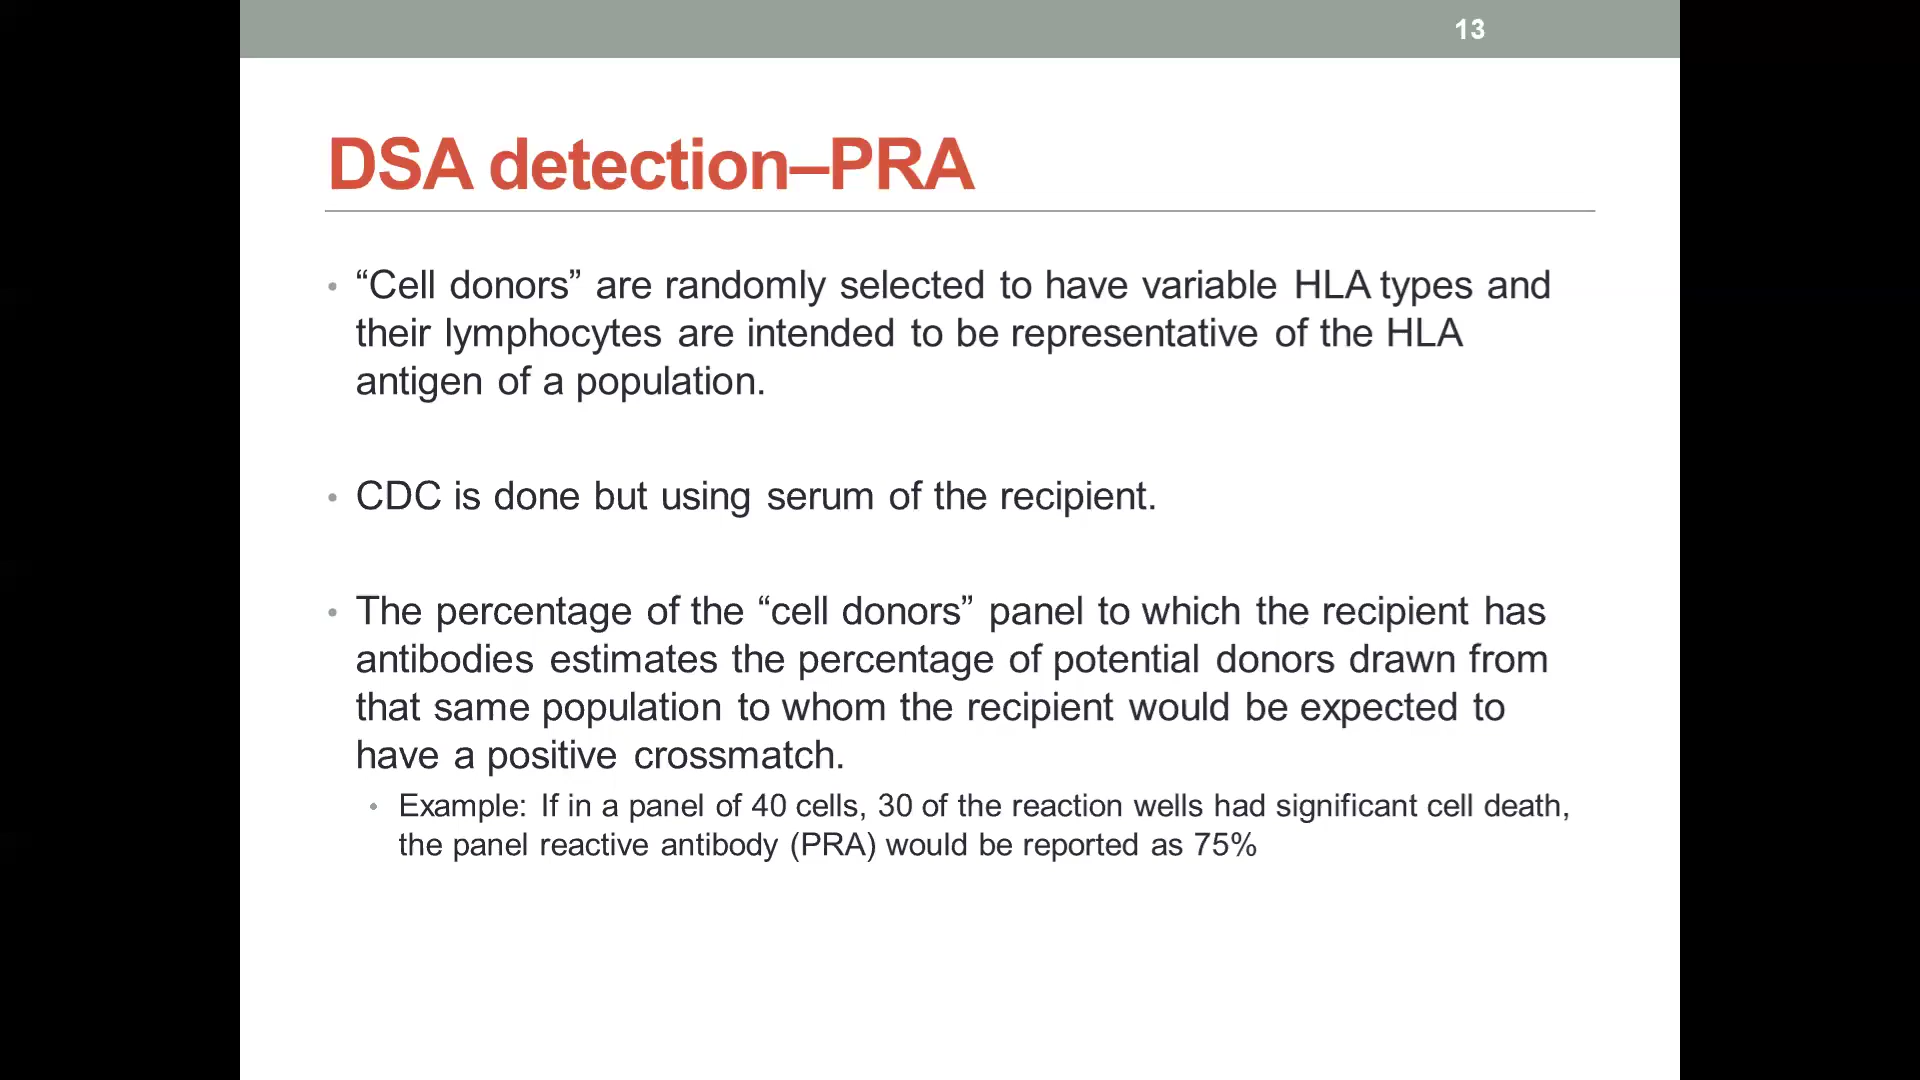 13
DSA detection–PRA
• “Cell donors” are randomly selected to have variable HLA types and
their lymphocytes are intended to be representative of the HLA
antigen of a population.
• CDC is done but using serum of the recipient.
• The percentage of the “cell donors” panel to which the recipient has
antibodies estimates the percentage of potential donors drawn from
that same population to whom the recipient would be expected to
have a positive crossmatch.
• Example: If in a panel of 40 cells, 30 of the reaction wells had significant cell death,
the panel reactive antibody (PRA) would be reported as 75%